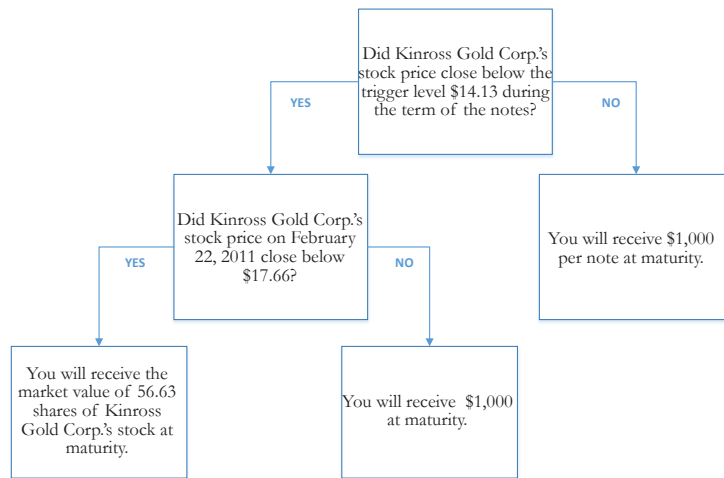 Did Kinross Gold Corp.'s
stock price close below the
trigger level $14.13 during
the term of the notes?
YES
NO
Did Kinross Gold Corp.'s
stock price on February
22, 2011 close below
$17.66?
You will receive $1,000
per note at maturity.
YES
NO
You will receive the
market value of 56.63
shares of Kinross
Gold Corp.'s stock at
maturity.
You will receive $1,000
at maturity.